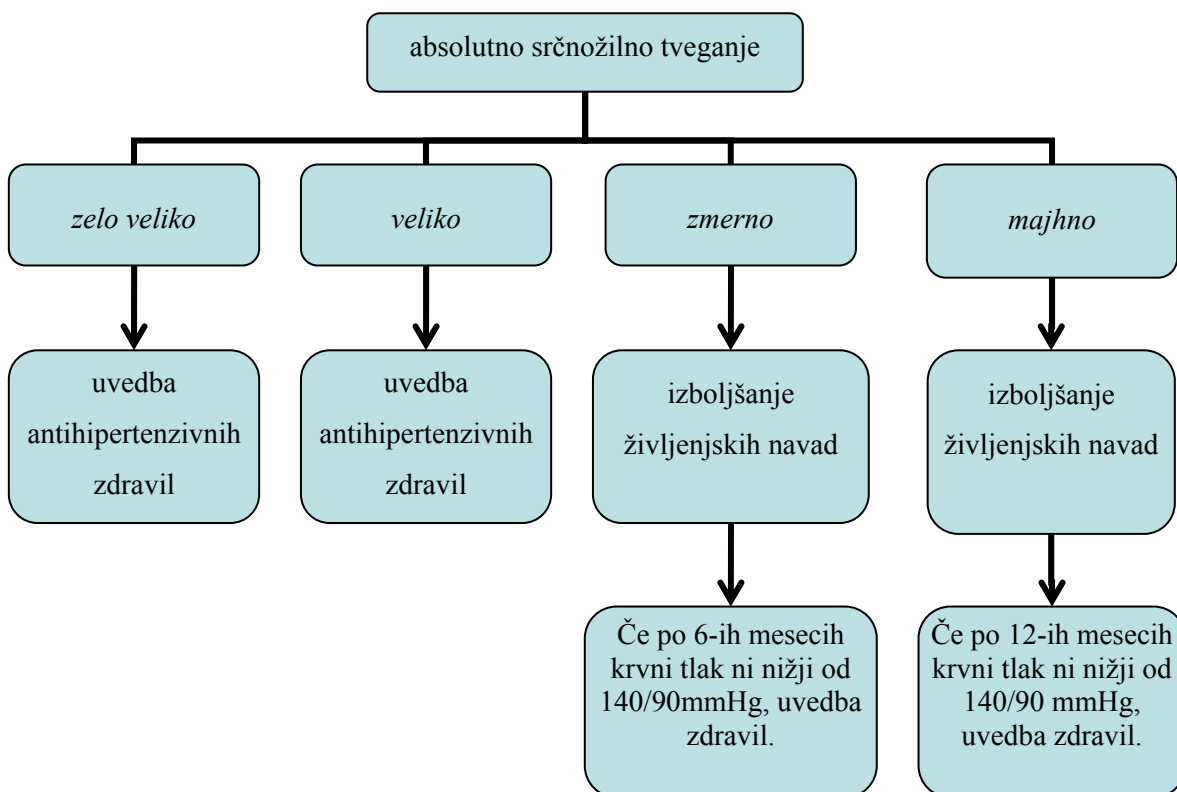 absolutno srčnožilno tveganje
zelo veliko
veliko
zmerno
majhno
uvedba
antihipertenzivnih
zdravil
uvedba
antihipertenzivnih
zdravil
izboljšanje
življenjskih navad
izboljšanje
življenjskih navad
Če po 6-ih mesecih
krvni tlak ni nižji od
140/90mmHg, uvedba
zdravil.
Če po 12-ih mesecih
krvni tlak ni nižji od
140/90 mmHg,
uvedba zdravil.